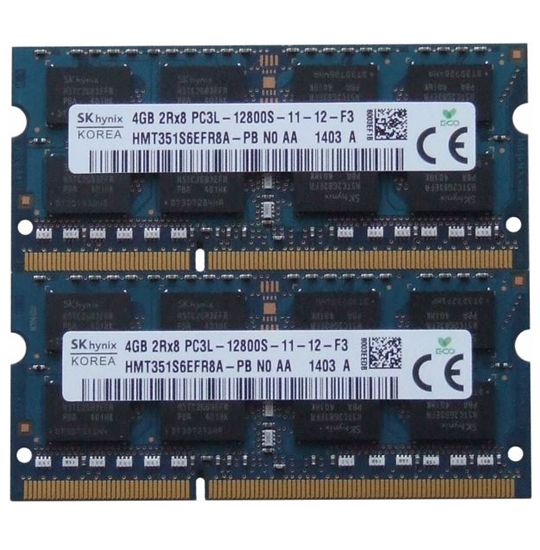 SK hynix
KOREA
4GB 2Rx8 PC3L-12800S-11-12-F3
HMT351S6EFR8A-PB N0 AA 1403 A
ECO
CE
SK hynix
KOREA
4GB 2Rx8 PC3L-12800S-11-12-F3
HMT351S6EFR8A-PB N0 AA 1403 A
ECO
CE